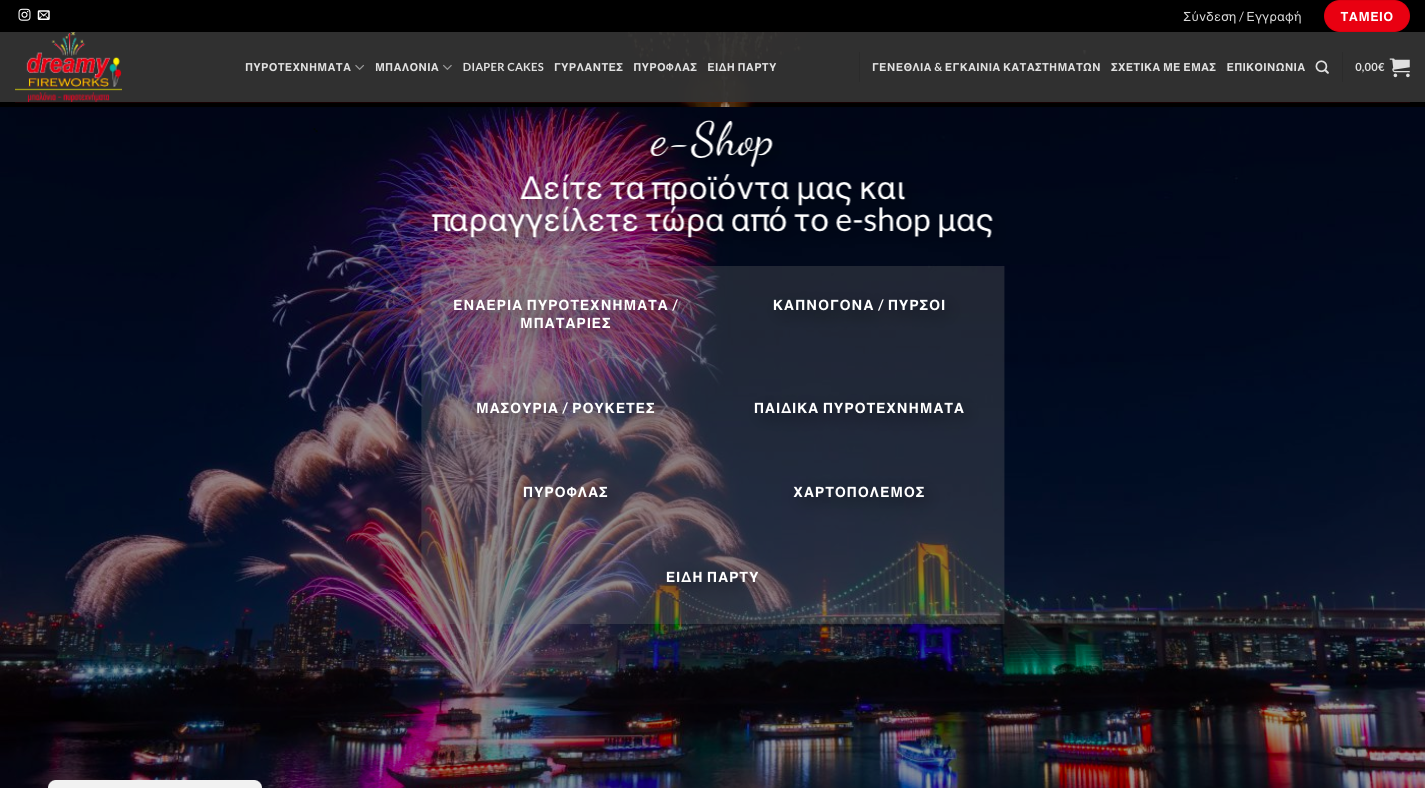 Σύνδεση / Εγγραφή
ΤΑΜΕΙΟ
dreamy
FIREWORKS
μπαλόνια - πυροτεχνήματα
ΠΥΡΟΤΕΧΝΗΜΑΤΑ
ΜΠΑΛΟΝΙΑ
DIAPER CAKES
ΓΥΡΛΑΝΤΕΣ
ΠΥΡΟΦΛΑΣ
ΕΙΔΗ ΠΑΡΤΥ
ΓΕΝΕΘΛΙΑ & ΕΓΚΑΙΝΙΑ ΚΑΤΑΣΤΗΜΑΤΩΝ
ΣΧΕΤΙΚΑ ΜΕ ΕΜΑΣ
ΕΠΙΚΟΙΝΩΝΙΑ
0,00€
e-Shop
Δείτε τα προϊόντα μας και
παραγγείλετε τώρα από το e-shop μας
ΕΝΑΕΡΙΑ ΠΥΡΟΤΕΧΝΗΜΑΤΑ /
ΜΠΑΤΑΡΙΕΣ
ΚΑΠΝΟΓΟΝΑ / ΠΥΡΣΟΙ
ΜΑΣΟΥΡΙΑ / ΡΟΥΚΕΤΕΣ
ΠΑΙΔΙΚΑ ΠΥΡΟΤΕΧΝΗΜΑΤΑ
ΠΥΡΟΦΛΑΣ
ΧΑΡΤΟΠΟΛΕΜΟΣ
ΕΙΔΗ ΠΑΡΤΥ